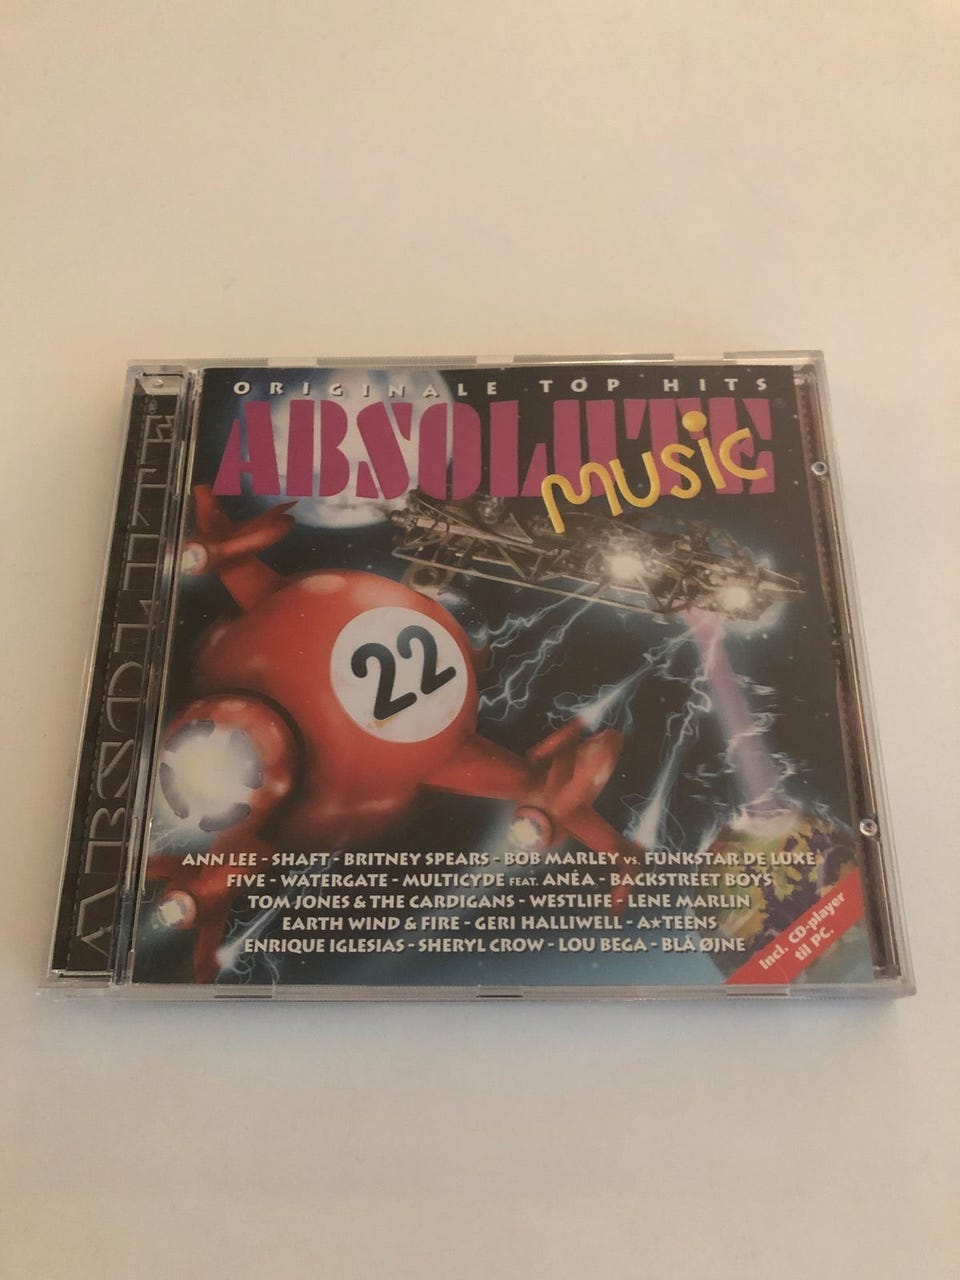 ORIGINALE TOP HITS
ABSOLUTE®
music
22
ANN LEE - SHAFT - BRITNEY SPEARS - BOB MARLEY VS. FUNKSTAR DE LUXE
FIVE - WATERGATE - MULTICYDE FEAT. ANÉA - BACKSTREET BOYS
TOM JONES & THE CARDIGANS - WESTLIFE - LENE MARLIN
EARTH WIND & FIRE - GERI HALLIWELL - A★TEENS
ENRIQUE IGLESIAS - SHERYL CROW - LOU BEGA - BLÅ ØJNE
Incl. CD-player
til PC.
ABSOLUTE®